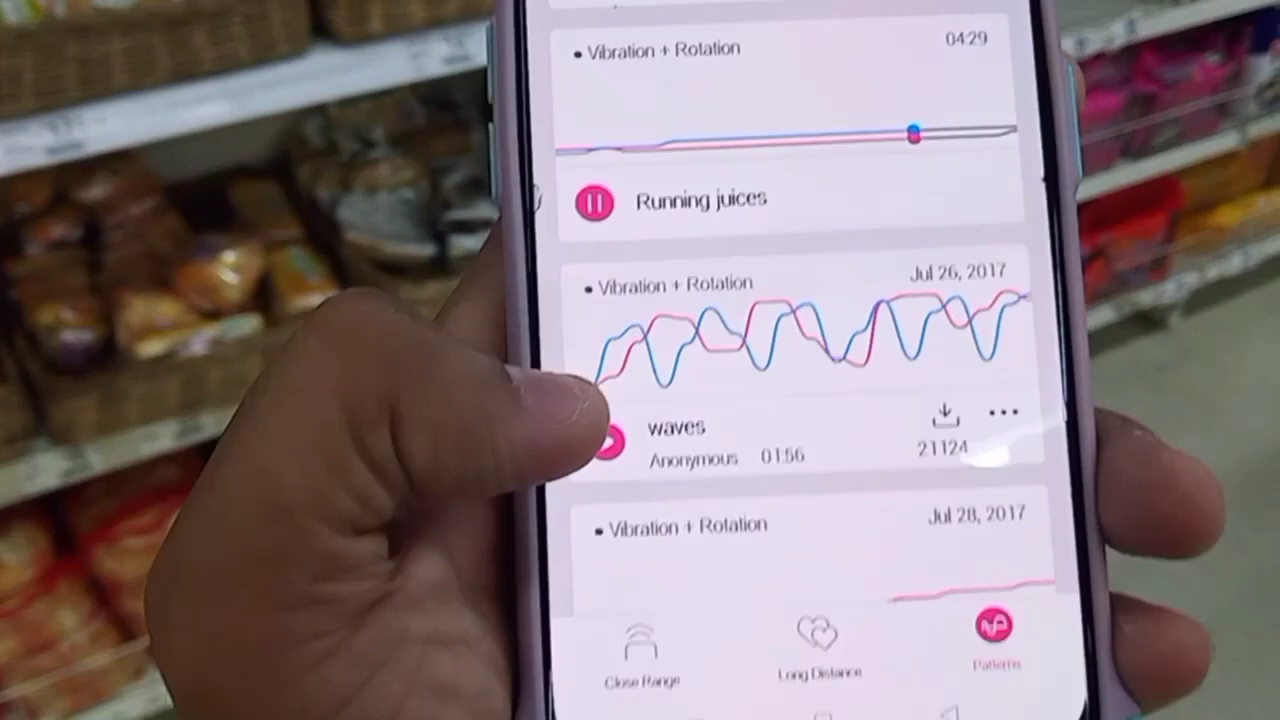 • Vibration + Rotation 04:29
Running juices
• Vibration + Rotation Jul 26, 2017
waves
Anonymous 01:56 21124
• Vibration + Rotation Jul 28, 2017
Close Range Long Distance Patterns